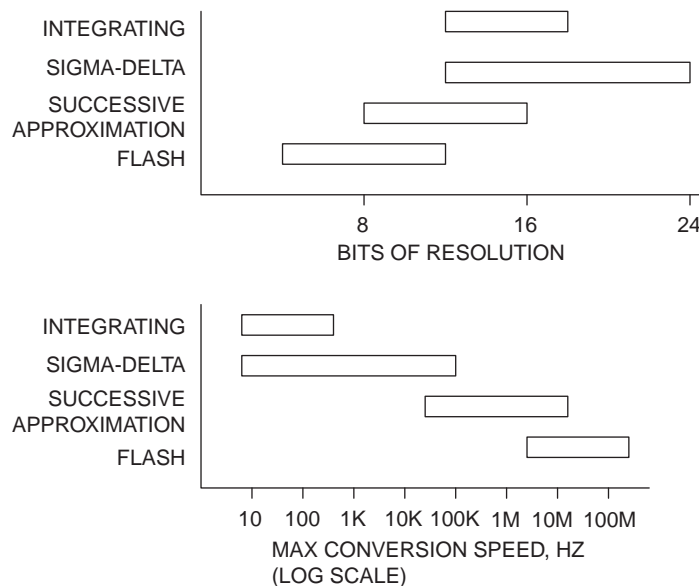 INTEGRATING
SIGMA-DELTA
SUCCESSIVE
APPROXIMATION
FLASH
8 16 24
BITS OF RESOLUTION
INTEGRATING
SIGMA-DELTA
SUCCESSIVE
APPROXIMATION
FLASH
10 100 1K 10K 100K 1M 10M 100M
MAX CONVERSION SPEED, HZ
(LOG SCALE)